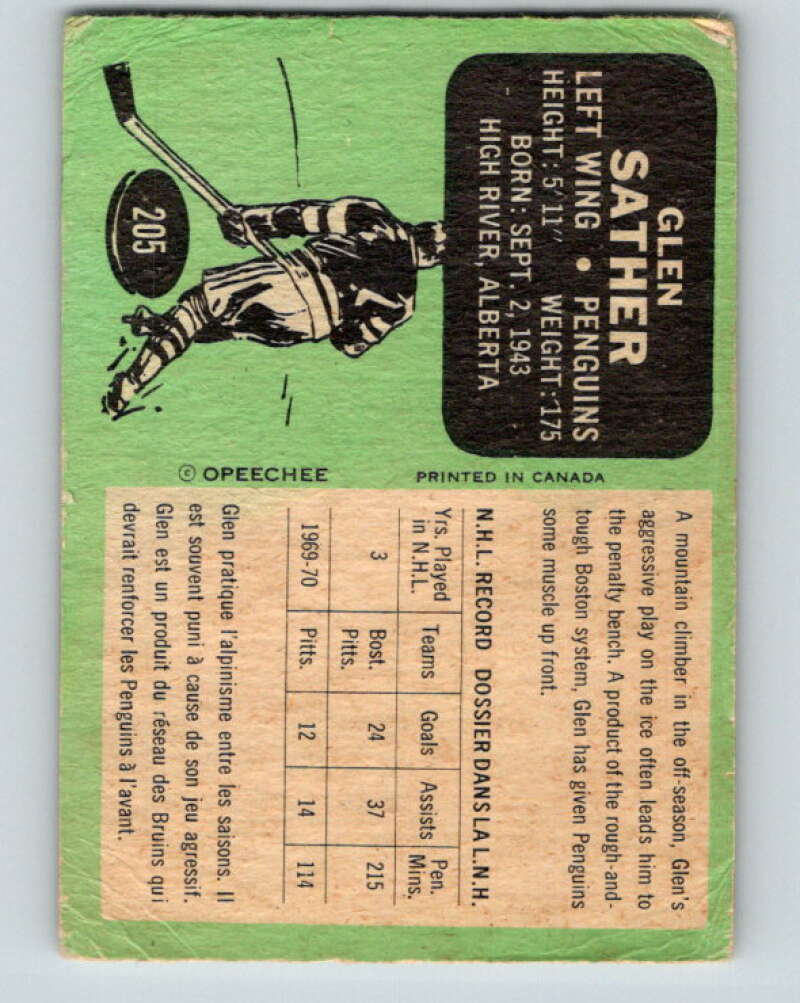 GLEN
SATHER
LEFT WING • PENGUINS
HEIGHT: 5'11" WEIGHT: 175
BORN: SEPT. 2, 1943
HIGH RIVER, ALBERTA
205
© OPEECHEE PRINTED IN CANADA
A mountain climber in the off-season, Glen's
aggressive play on the ice often leads him to
the penalty bench. A product of the rough-and-
tough Boston system, Glen has given Penguins
some muscle up front.
N.H.L. RECORD DOSSIER DANS LA L.N.H.
Yrs. Played in N.H.L. Teams Goals Assists Pen. Mins.
3 Bost. Pitts. 24 37 215
1969-70 Pitts. 12 14 114
Glen pratique l'alpinisme entre les saisons. Il
est souvent puni à cause de son jeu agressif.
Glen est un produit du réseau des Bruins qui
devrait renforcer les Penguins à l'avant.